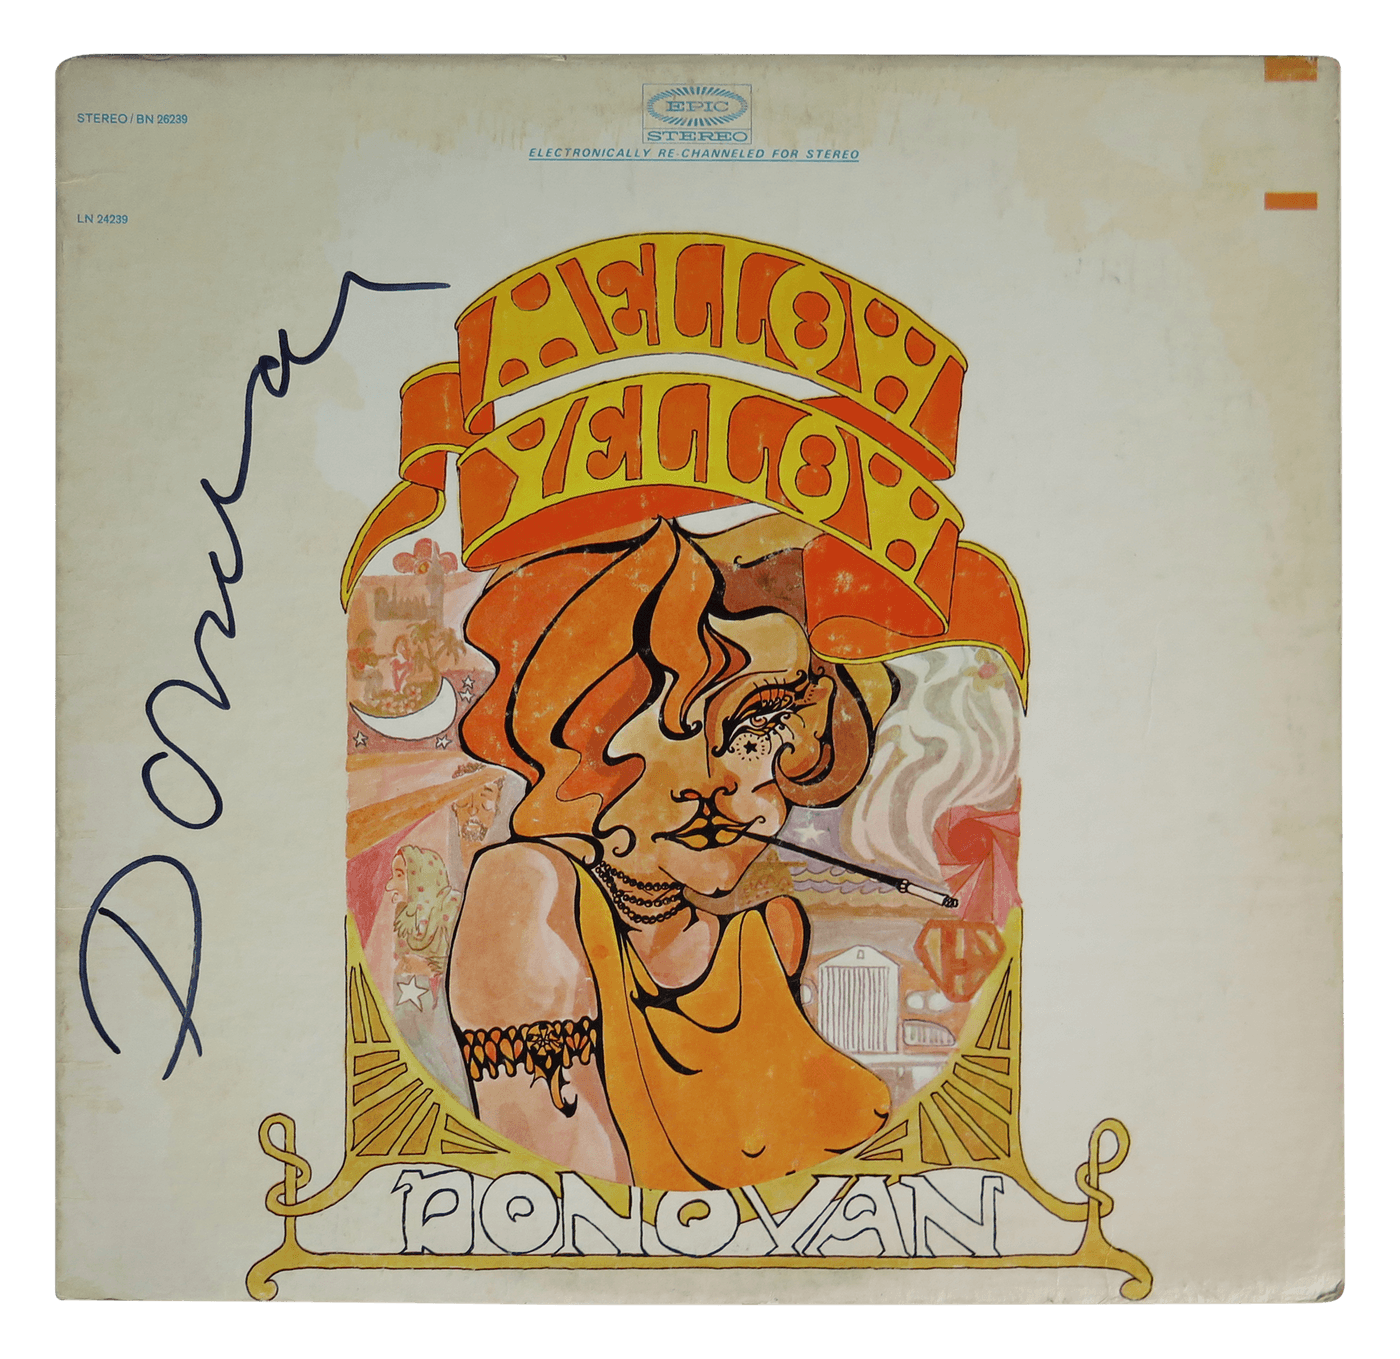 STEREO / BN 26239
EPIC
STEREO
ELECTRONICALLY RE-CHANNELED FOR STEREO
LN 24239
MELLOW
YELLOW
Donovan
DONOVAN